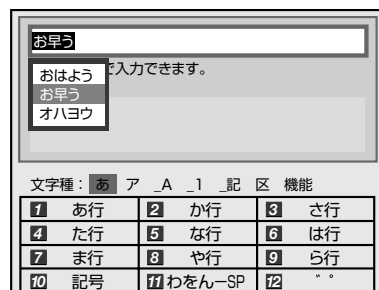 お早う
で入力できます。
おはよう
お早う
オハヨウ
文字種： あ ア _A _1 _記 区 機能
1 あ行 2 か行 3 さ行
4 た行 5 な行 6 は行
7 ま行 8 や行 9 ら行
10 記号 11 わをんーSP 12 ゛゜